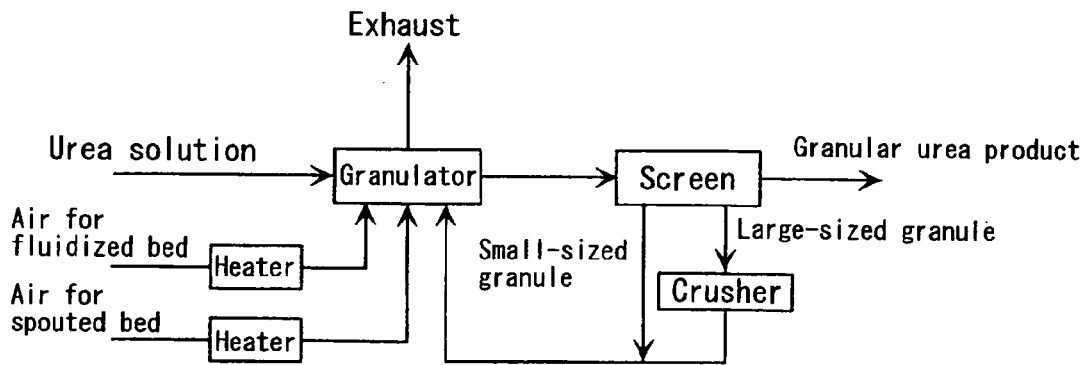 Exhaust
Urea solution
Granulator
Screen
Granular urea product
Air for
fluidized bed
Heater
Small-sized
granule
Large-sized granule
Crusher
Air for
spouted bed
Heater